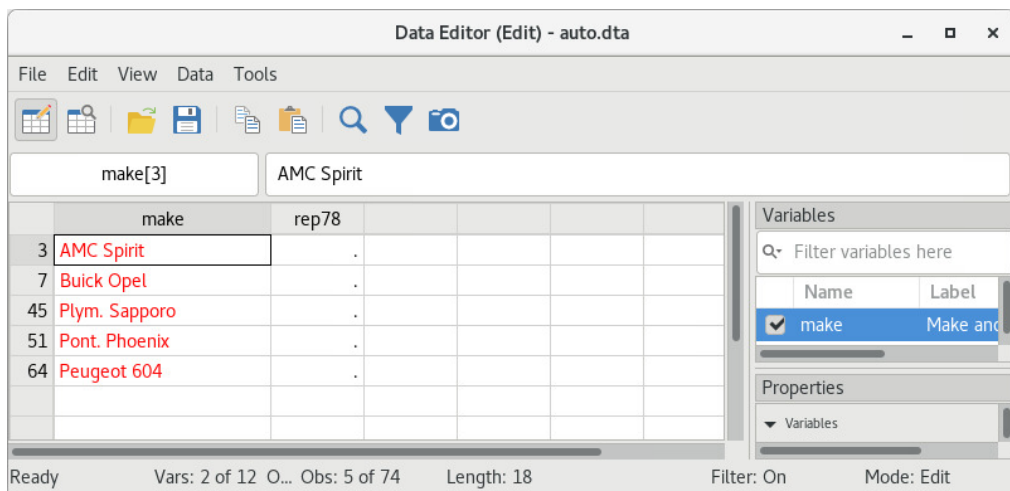 Data Editor (Edit) - auto.dta
File Edit View Data Tools
make[3] AMC Spirit
make rep78
3 AMC Spirit .
7 Buick Opel .
45 Plym. Sapporo .
51 Pont. Phoenix .
64 Peugeot 604 .
Variables
Filter variables here
Name Label
make Make and
Properties
Variables
Ready Vars: 2 of 12 O... Obs: 5 of 74 Length: 18 Filter: On Mode: Edit